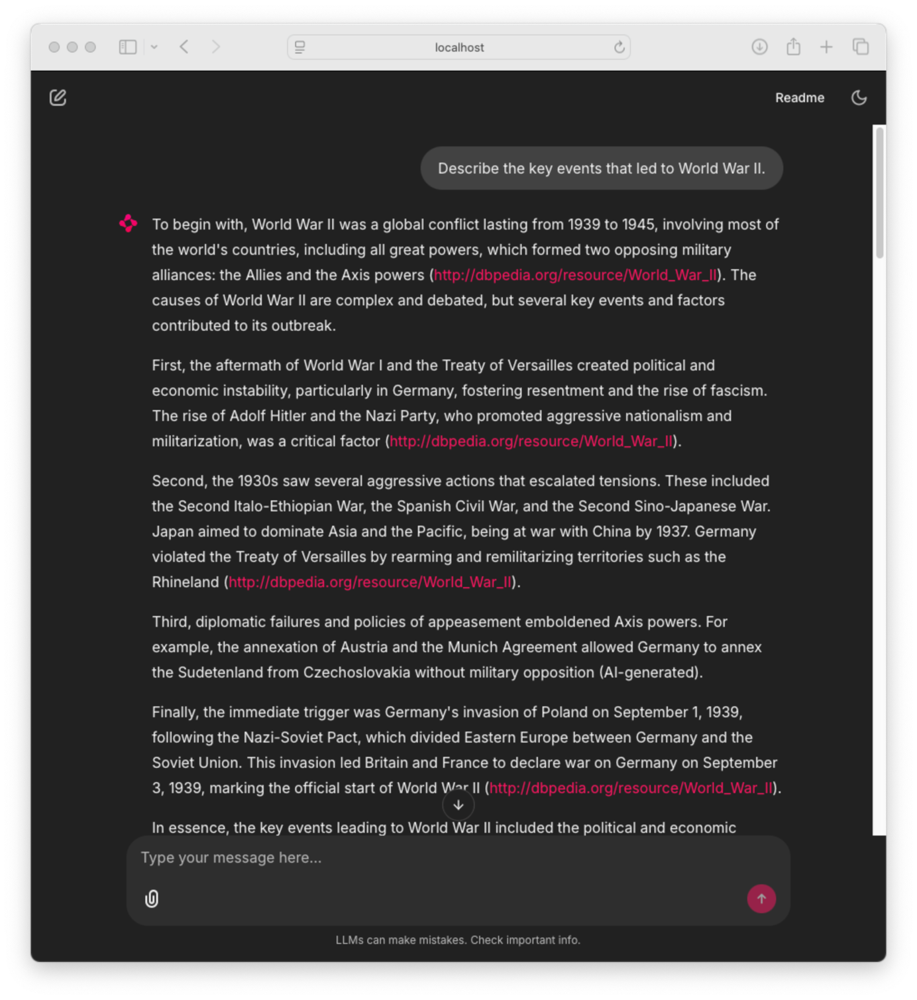 localhost
Readme
Describe the key events that led to World War II.
To begin with, World War II was a global conflict lasting from 1939 to 1945, involving most of
the world's countries, including all great powers, which formed two opposing military
alliances: the Allies and the Axis powers (http://dbpedia.org/resource/World_War_II). The
causes of World War II are complex and debated, but several key events and factors
contributed to its outbreak.
First, the aftermath of World War I and the Treaty of Versailles created political and
economic instability, particularly in Germany, fostering resentment and the rise of fascism.
The rise of Adolf Hitler and the Nazi Party, who promoted aggressive nationalism and
militarization, was a critical factor (http://dbpedia.org/resource/World_War_II).
Second, the 1930s saw several aggressive actions that escalated tensions. These included
the Second Italo-Ethiopian War, the Spanish Civil War, and the Second Sino-Japanese War.
Japan aimed to dominate Asia and the Pacific, being at war with China by 1937. Germany
violated the Treaty of Versailles by rearming and remilitarizing territories such as the
Rhineland (http://dbpedia.org/resource/World_War_II).
Third, diplomatic failures and policies of appeasement emboldened Axis powers. For
example, the annexation of Austria and the Munich Agreement allowed Germany to annex
the Sudetenland from Czechoslovakia without military opposition (AI-generated).
Finally, the immediate trigger was Germany's invasion of Poland on September 1, 1939,
following the Nazi-Soviet Pact, which divided Eastern Europe between Germany and the
Soviet Union. This invasion led Britain and France to declare war on Germany on September
3, 1939, marking the official start of World War II (http://dbpedia.org/resource/World_War_II).
In essence, the key events leading to World War II included the political and economic
Type your message here...
LLMs can make mistakes. Check important info.